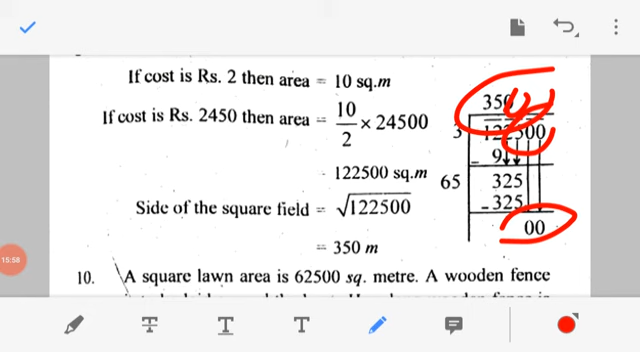 If cost is Rs. 2 then area = 10 sq.m
If cost is Rs. 2450 then area = 10/2 × 24500
122500 sq.m
Side of the square field = √122500
= 350 m
350
3 122500
- 9
65 325
- 325
00
15:58
10. A square lawn area is 62500 sq. metre. A wooden fence
T T T